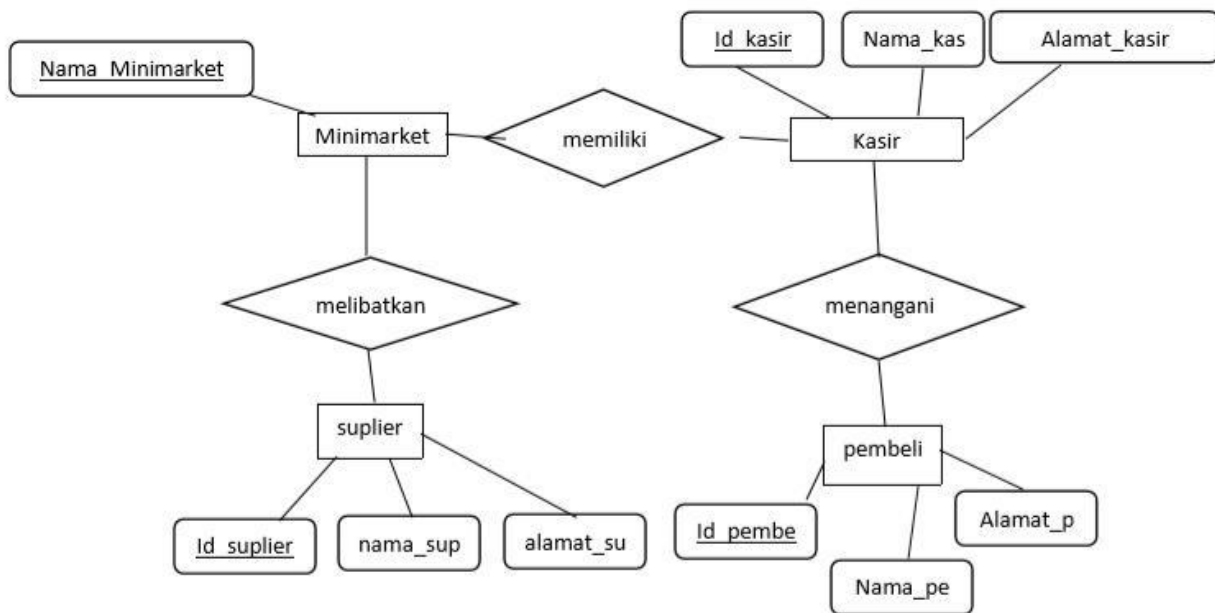 Id_kasir
Nama_kas
Alamat_kasir
Nama_Minimarket
Minimarket
memiliki
Kasir
melibatkan
menangani
suplier
pembeli
Id_suplier
nama_sup
alamat_su
Id_pembe
Alamat_p
Nama_pe